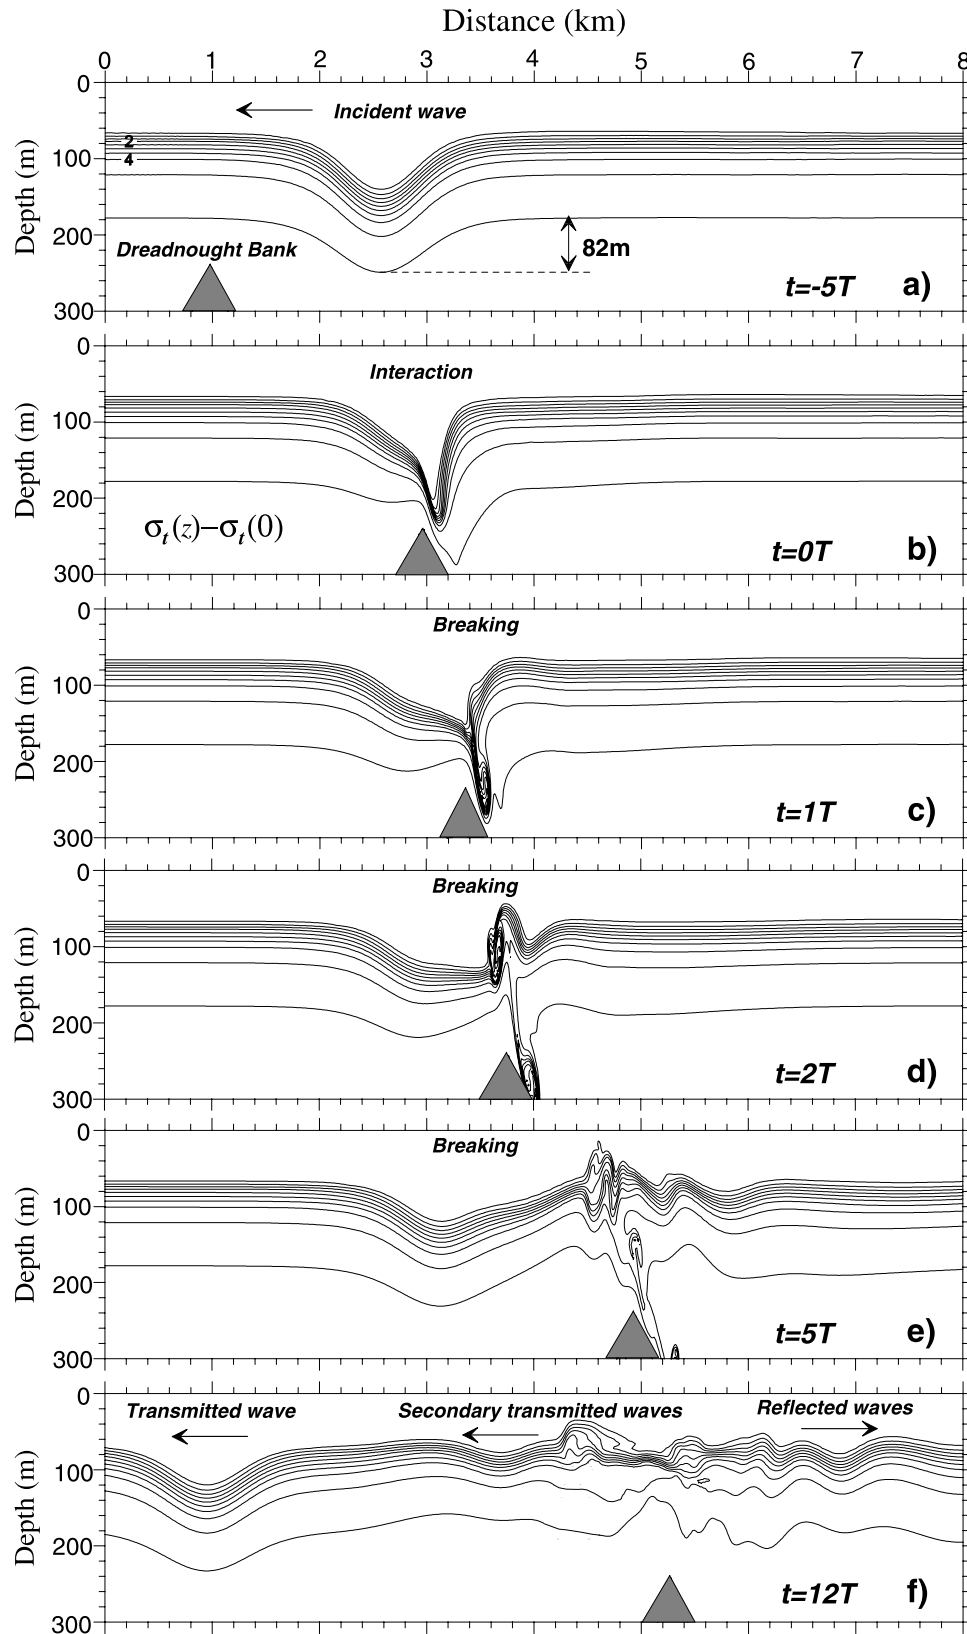 Distance (km)
0 1 2 3 4 5 6 7 8
0
Incident wave
2
100
4
Depth (m)
200
82m
Dreadnought Bank
t=-5T a)
300
0
Interaction
100
Depth (m)
200
σt(z)−σt(0)
t=0T b)
300
0
Breaking
100
Depth (m)
200
t=1T c)
300
0
Breaking
100
Depth (m)
200
t=2T d)
300
0
Breaking
100
Depth (m)
200
t=5T e)
300
0
Transmitted wave Secondary transmitted waves Reflected waves
100
Depth (m)
200
t=12T f)
300